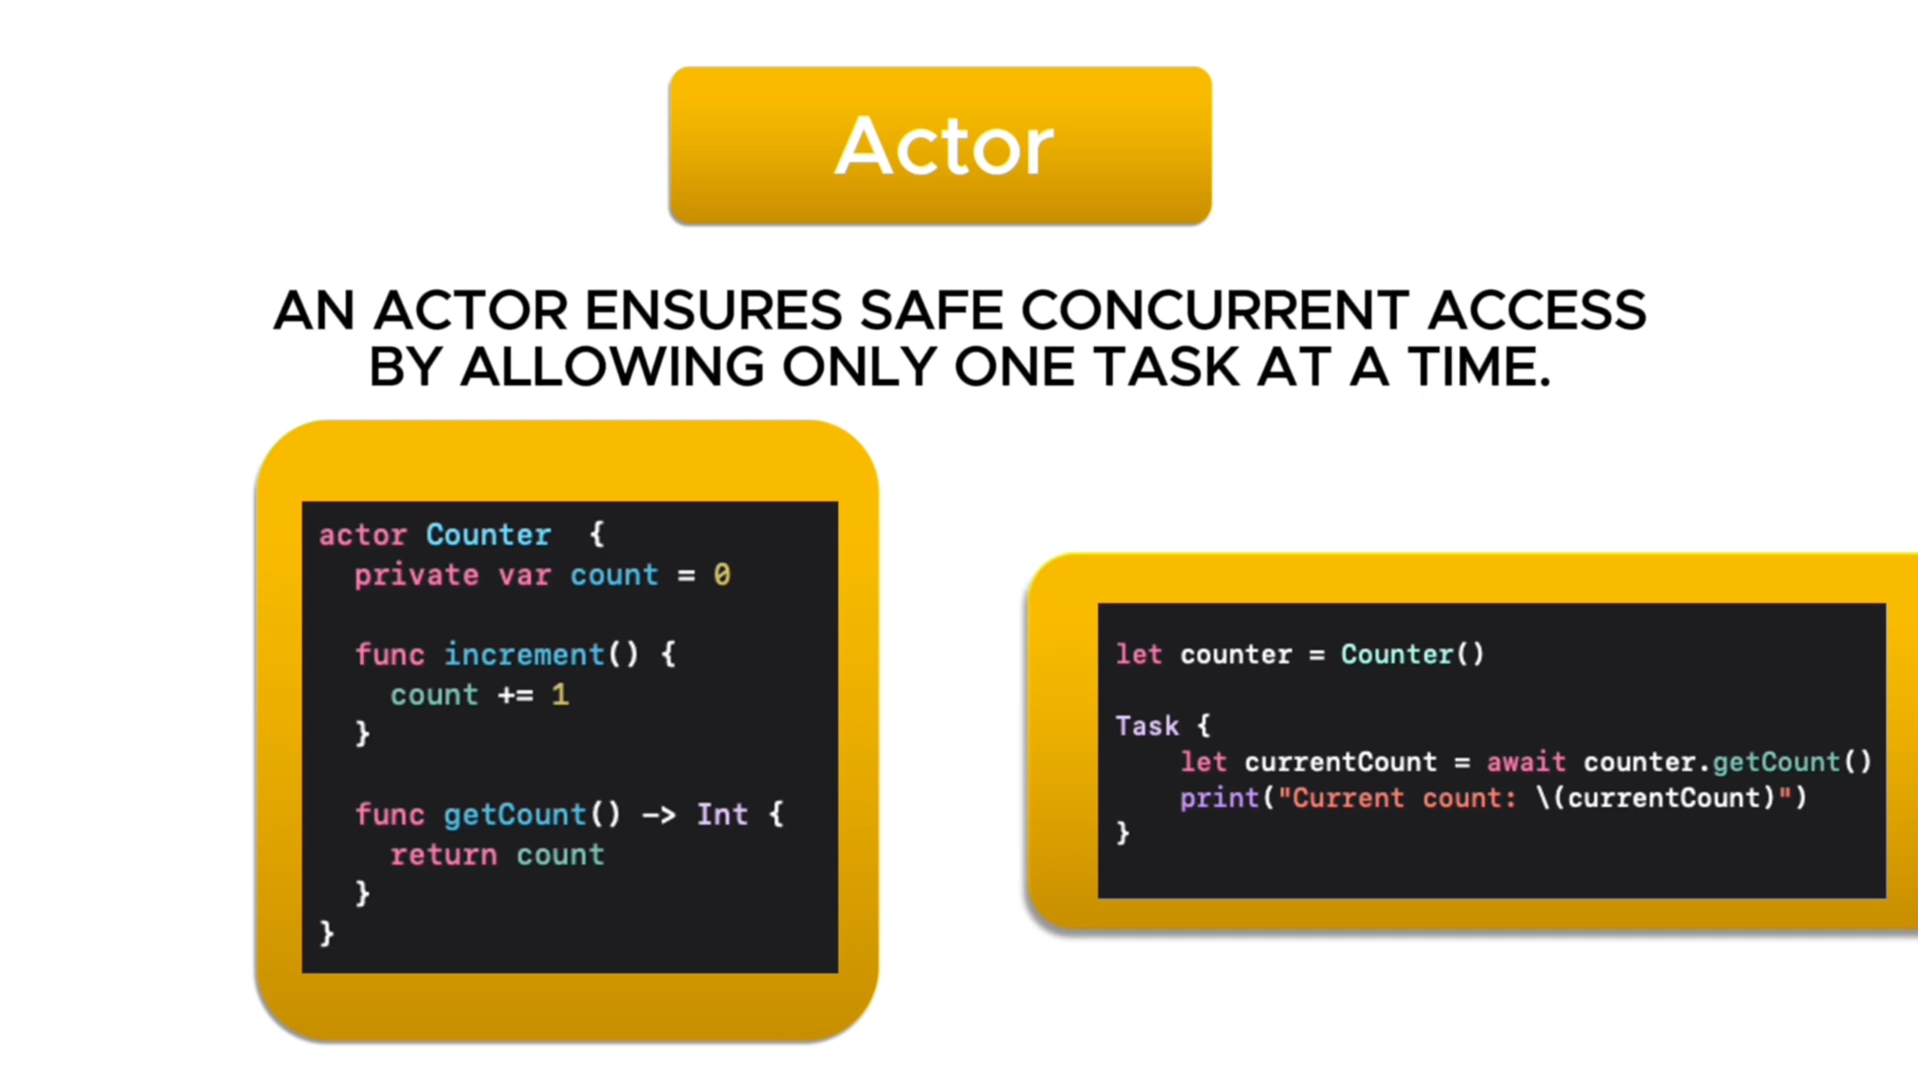 Actor
AN ACTOR ENSURES SAFE CONCURRENT ACCESS
BY ALLOWING ONLY ONE TASK AT A TIME.
actor Counter  {
  private var count = 0
  func increment() {
    count += 1
  }
  func getCount() -> Int {
    return count
  }
}
let counter = Counter()
Task {
    let currentCount = await counter.getCount()
    print("Current count: \(currentCount)")
}